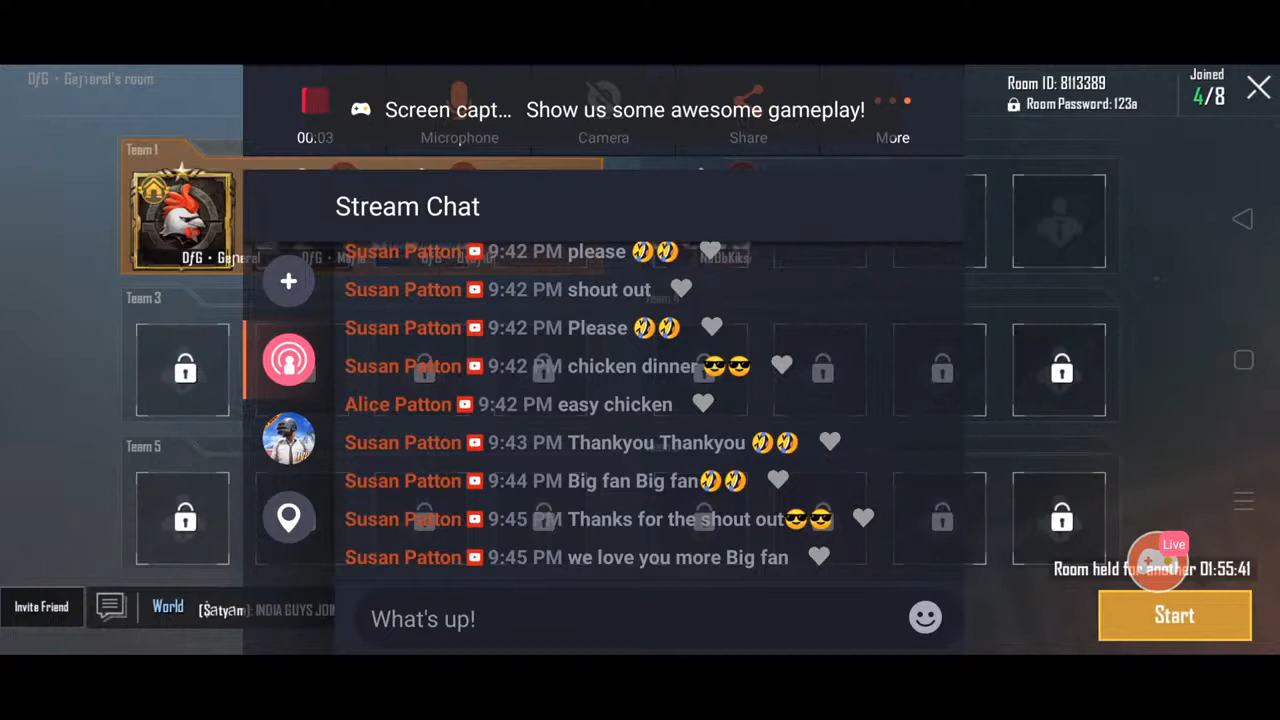 DfG • General's room
Room ID: 8113389
Room Password: 123a
Joined
4/8
Screen capt... Show us some awesome gameplay!
00:03
Microphone
Camera
Share
More
Team 1
Stream Chat
DfG • General
Susan Patton 9:42 PM please 🤣🤣
Susan Patton 9:42 PM shout out
Team 3
Susan Patton 9:42 PM Please 🤣🤣
Susan Patton 9:42 PM chicken dinner 😎😎
Alice Patton 9:42 PM easy chicken
Team 5
Susan Patton 9:43 PM Thankyou Thankyou 🤣🤣
Susan Patton 9:44 PM Big fan Big fan🤣🤣
Susan Patton 9:45 PM Thanks for the shout out😎😎
Susan Patton 9:45 PM we love you more Big fan
Live
Room held for another 01:55:41
Invite Friend
World
[Satyam]: INDIA GUYS JOIN
What's up!
Start